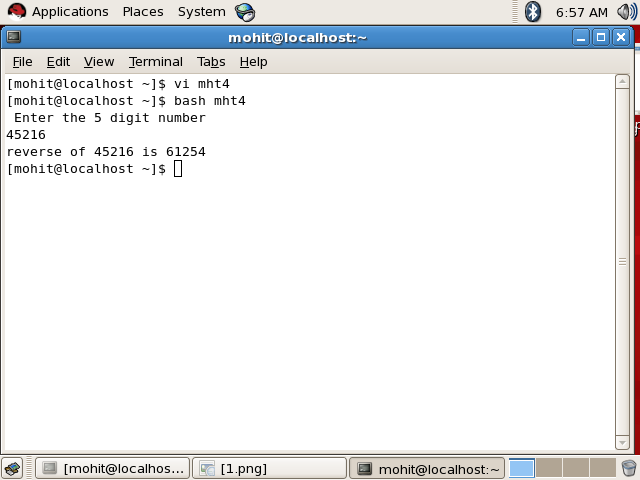 Applications Places System 6:57 AM
mohit@localhost:~
File Edit View Terminal Tabs Help
[mohit@localhost ~]$ vi mht4
[mohit@localhost ~]$ bash mht4
Enter the 5 digit number
45216
reverse of 45216 is 61254
[mohit@localhost ~]$
[mohit@localhos... [1.png] mohit@localhost:~